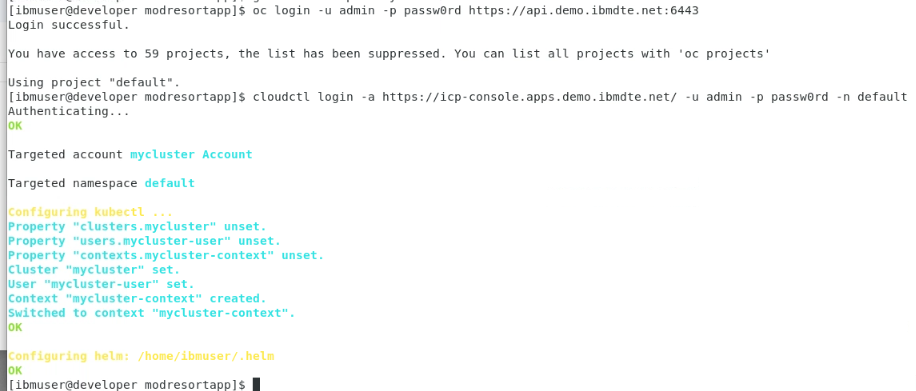 [ibmuser@developer modresortapp]$ oc login -u admin -p passw0rd https://api.demo.ibmdte.net:6443
Login successful.
You have access to 59 projects, the list has been suppressed. You can list all projects with 'oc projects'
Using project "default".
[ibmuser@developer modresortapp]$ cloudctl login -a https://icp-console.apps.demo.ibmdte.net/ -u admin -p passw0rd -n default
Authenticating...
OK
Targeted account mycluster Account
Targeted namespace default
Configuring kubectl ...
Property "clusters.mycluster" unset.
Property "users.mycluster-user" unset.
Property "contexts.mycluster-context" unset.
Cluster "mycluster" set.
User "mycluster-user" set.
Context "mycluster-context" created.
Switched to context "mycluster-context".
OK
Configuring helm: /home/ibmuser/.helm
OK
[ibmuser@developer modresortapp]$